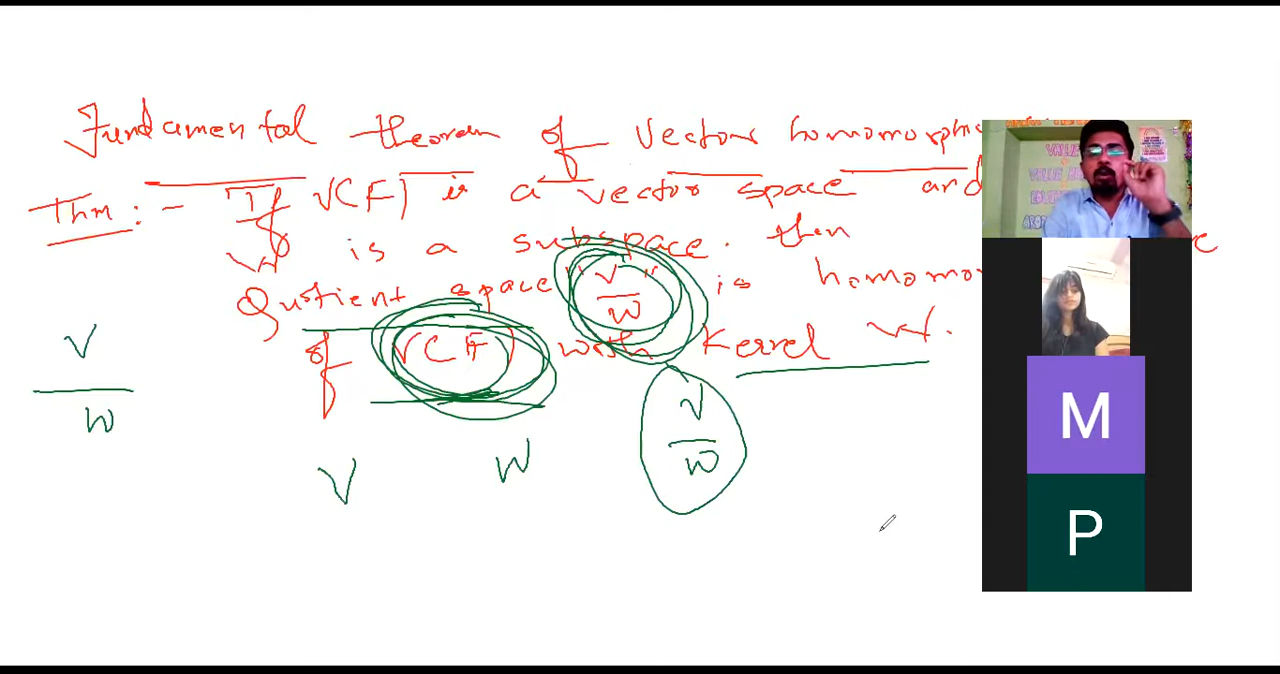 Fundamental theorem of Vector homomorphi
Thm : - If V(F) is a vector space and
W is a subspace. then
Quotient space "V/W" is homomo
of V(F) with Kernel W.
V
W
V W V
W
M
P